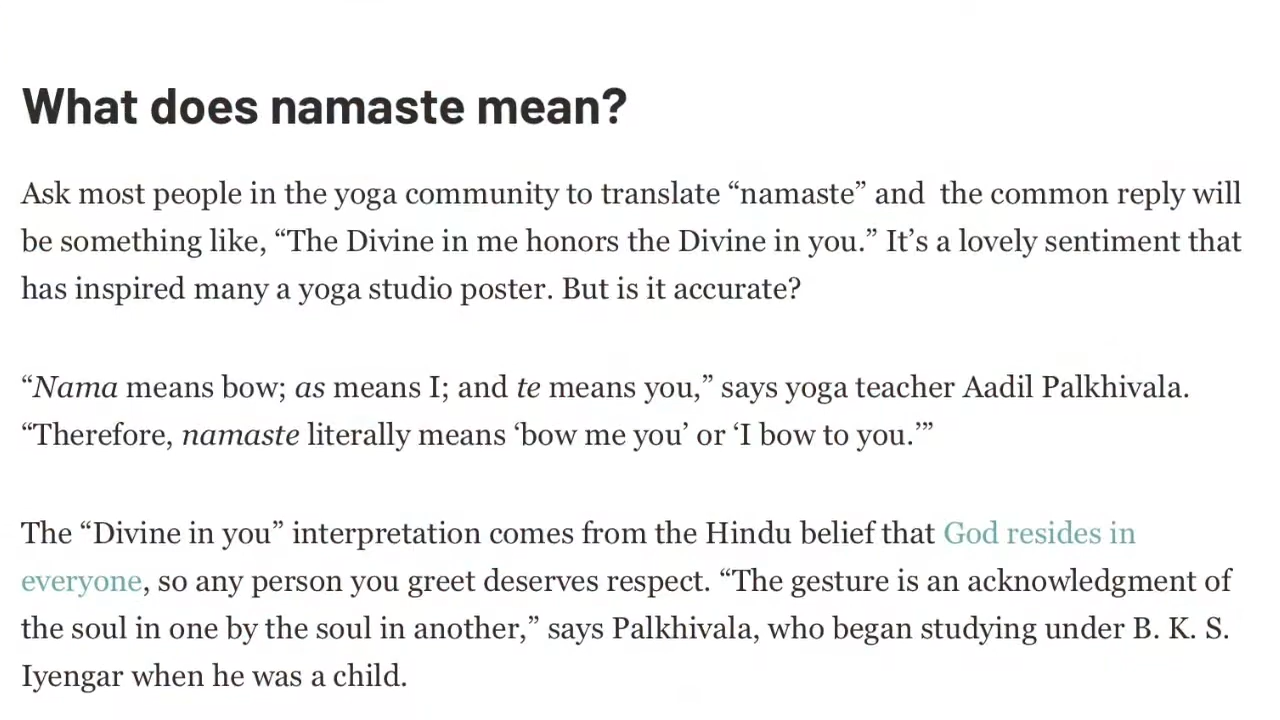 What does namaste mean?
Ask most people in the yoga community to translate “namaste” and  the common reply will
be something like, “The Divine in me honors the Divine in you.” It’s a lovely sentiment that
has inspired many a yoga studio poster. But is it accurate?
“Nama means bow; as means I; and te means you,” says yoga teacher Aadil Palkhivala.
“Therefore, namaste literally means ‘bow me you’ or ‘I bow to you.’”
The “Divine in you” interpretation comes from the Hindu belief that God resides in
everyone, so any person you greet deserves respect. “The gesture is an acknowledgment of
the soul in one by the soul in another,” says Palkhivala, who began studying under B. K. S.
Iyengar when he was a child.